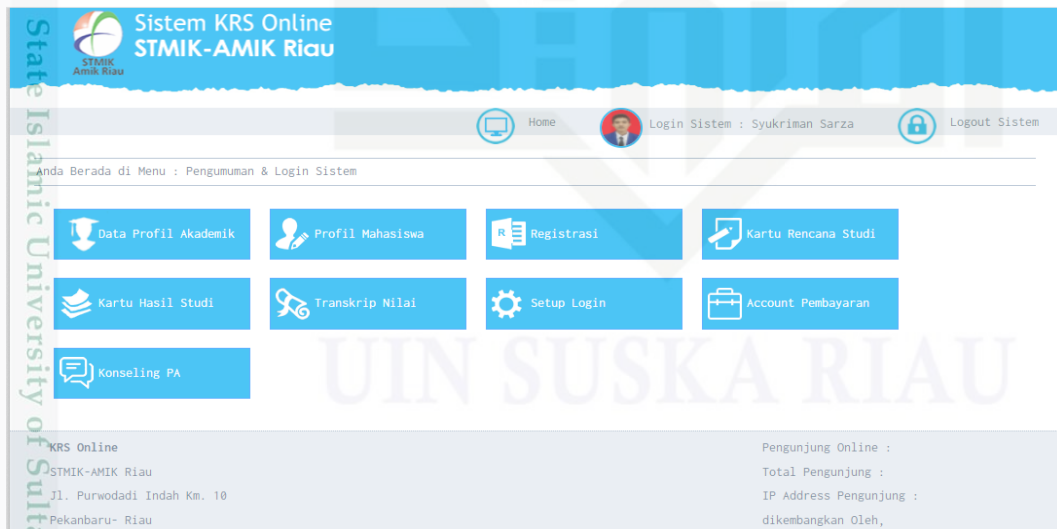 Sistem KRS Online
STMIK-AMIK Riau
STMIK
Amik Riau
Home
Login Sistem : Syukriman Sarza
Logout Sistem
Anda Berada di Menu : Pengumuman & Login Sistem
Data Profil Akademik
Profil Mahasiswa
R
Registrasi
Kartu Rencana Studi
Kartu Hasil Studi
Transkrip Nilai
Setup Login
Account Pembayaran
Konseling PA
UIN SUSKA RIAU
State Islamic University of Sulta
KRS Online
STMIK-AMIK Riau
Jl. Purwodadi Indah Km. 10
Pekanbaru- Riau
Pengunjung Online :
Total Pengunjung :
IP Address Pengunjung :
dikembangkan Oleh,